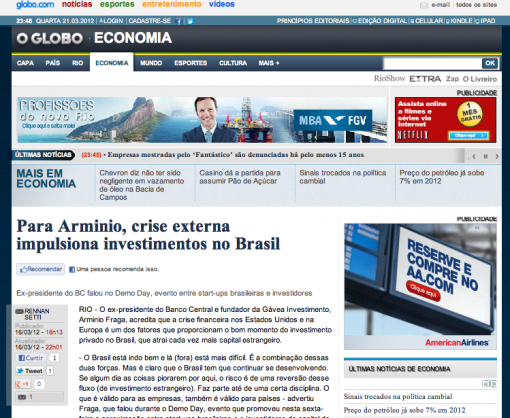 globo.com notícias esportes entretenimento vídeos e-mail todos os sites
23:48 QUARTA 21.03.2012 LOGIN CADASTRE-SE PRINCÍPIOS EDITORIAIS EDIÇÃO DIGITAL CELULAR KINDLE IPAD
O GLOBO · ECONOMIA
CAPA PAÍS RIO ECONOMIA MUNDO ESPORTES CULTURA MAIS + OK
RioShow EXTRA Zap O Livreiro
PUBLICIDADE
PROFISSÕES
do novo Rio
Clique aqui e saiba mais
MBA FGV
Assista online
a filmes e
séries via
Internet
NETFLIX
1
MÊS
GRÁTIS
Clique aqui
ÚLTIMAS NOTÍCIAS (23:45) • Empresas mostradas pelo 'Fantástico' são denunciadas há pelo menos 15 anos
MAIS EM
ECONOMIA
Chevron diz não ter sido
negligente em vazamento
de óleo na Bacia de
Campos
Casino dá a partida para
assumir Pão de Açúcar
Sinais trocados na política
cambial
Preço do petróleo já sobe
7% em 2012
Para Arminio, crise externa
impulsiona investimentos no Brasil
Recomendar Uma pessoa recomenda isso.
Ex-presidente do BC falou no Demo Day, evento entre start-ups brasileiras e investidores
RENNAN
SETTI
Publicado:
16/03/12 - 18h13
Atualizado:
16/03/12 - 22h01
Curtir 1
Tweet 1
+1 0
1
RIO - O ex-presidente do Banco Central e fundador da Gávea Investimento,
Arminio Fraga, acredita que a crise financeira nos Estados Unidos e na
Europa é um dos fatores que proporcionam o bom momento do investimento
privado no Brasil, que atrai cada vez mais capital estrangeiro.
- O Brasil está indo bem e lá (fora) está mais difícil. É a combinação dessas
duas forças. Mas é claro que o Brasil tem que continuar se desenvolvendo.
Se algum dia as coisas piorarem por aqui, o risco é de uma reversão desse
fluxo (de investimento estrangeiro). Faz parte até de uma certa disciplina. O
que é válido para as empresas, também é válido para países - advertiu
Fraga, que falou durante o Demo Day, evento que promoveu nesta sexta-
PUBLICIDADE
RESERVE E
COMPRE NO
AA.COM
Clique aqui
AmericanAirlines
ÚLTIMAS NOTÍCIAS DE ECONOMIA
Sinais trocados na política cambial
Preço do petróleo já sobe 7% em 2012